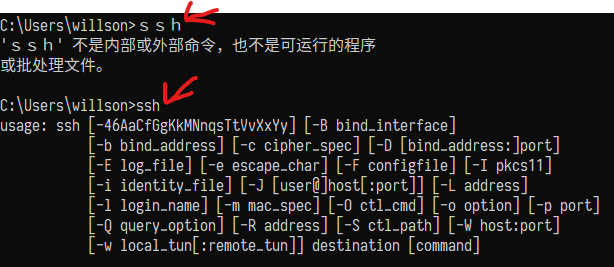 C:\Users\willson>ｓｓｈ
'ｓｓｈ' 不是内部或外部命令，也不是可运行的程序
或批处理文件。
C:\Users\willson>ssh
usage: ssh [-46AaCfGgKkMNnqsTtVvXxYy] [-B bind_interface]
[-b bind_address] [-c cipher_spec] [-D [bind_address:]port]
[-E log_file] [-e escape_char] [-F configfile] [-I pkcs11]
[-i identity_file] [-J [user@]host[:port]] [-L address]
[-l login_name] [-m mac_spec] [-O ctl_cmd] [-o option] [-p port]
[-Q query_option] [-R address] [-S ctl_path] [-W host:port]
[-w local_tun[:remote_tun]] destination [command]